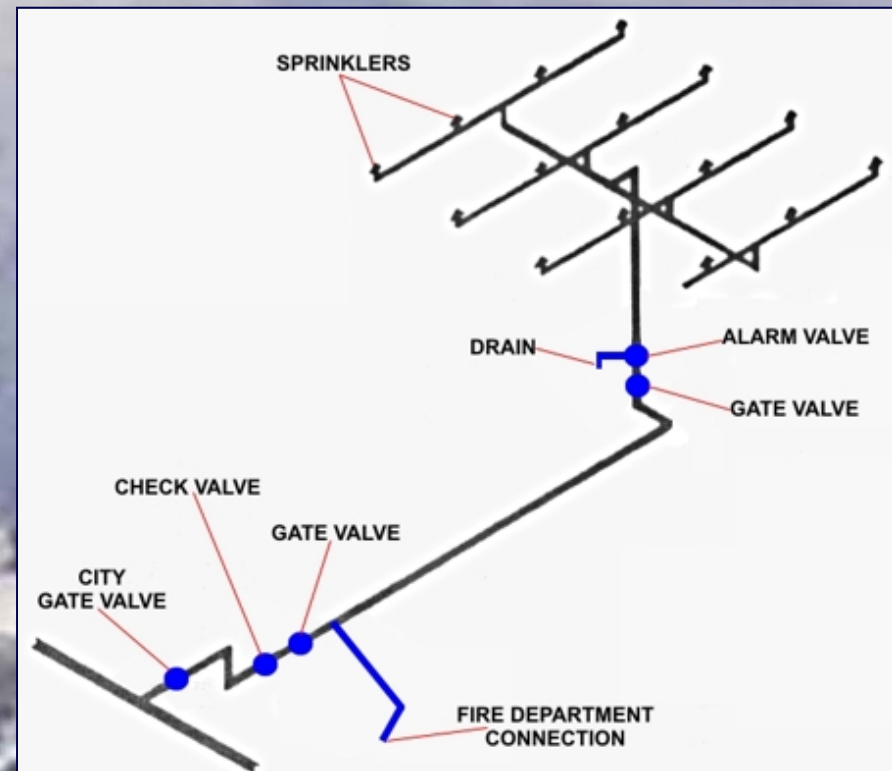 SPRINKLERS
DRAIN
ALARM VALVE
GATE VALVE
CHECK VALVE
GATE VALVE
CITY
GATE VALVE
FIRE DEPARTMENT
CONNECTION